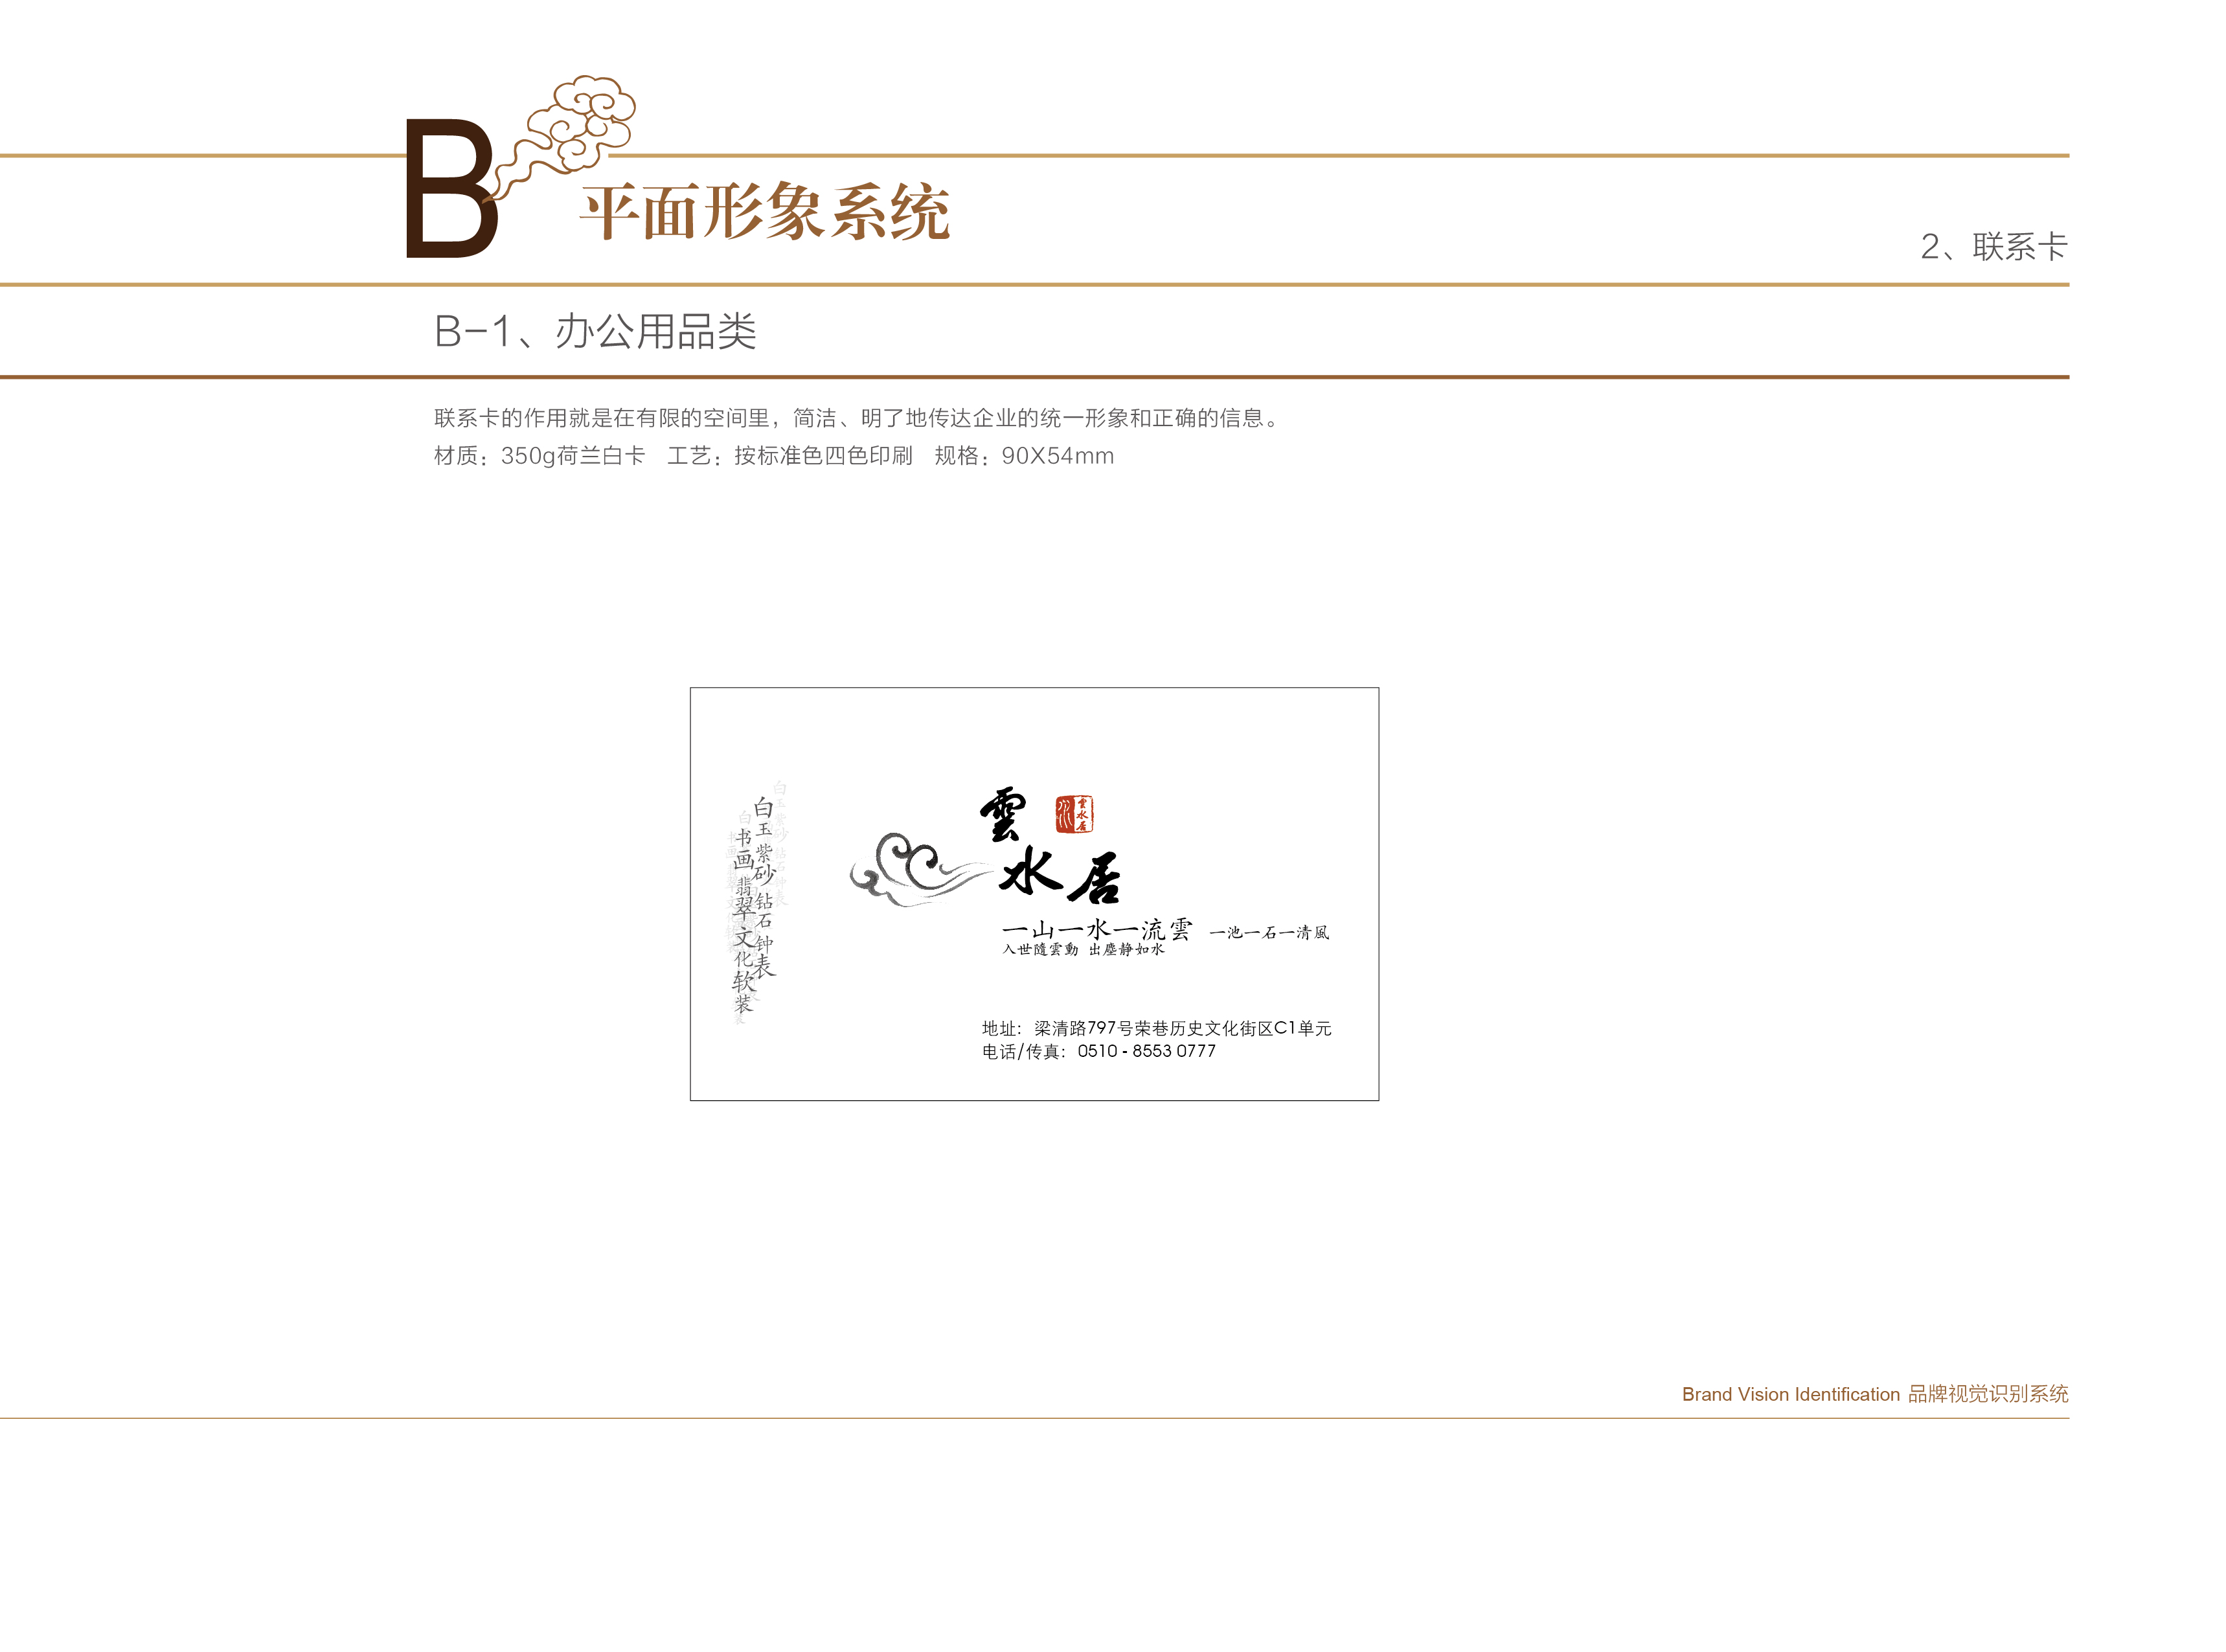 B
平面形象系统
2、联系卡
B-1、办公用品类
联系卡的作用就是在有限的空间里，简洁、明了地传达企业的统一形象和正确的信息。
材质：350g荷兰白卡　工艺：按标准色四色印刷　规格：90X54mm
白玉紫砂钻石钟表
书画翡翠文化软装
雲
水居
雲水居
一山一水一流雲 一池一石一清風
入世隨雲動 出塵静如水
地址：梁清路797号荣巷历史文化街区C1单元
电话/传真：0510 - 8553 0777
Brand Vision Identification 品牌视觉识别系统